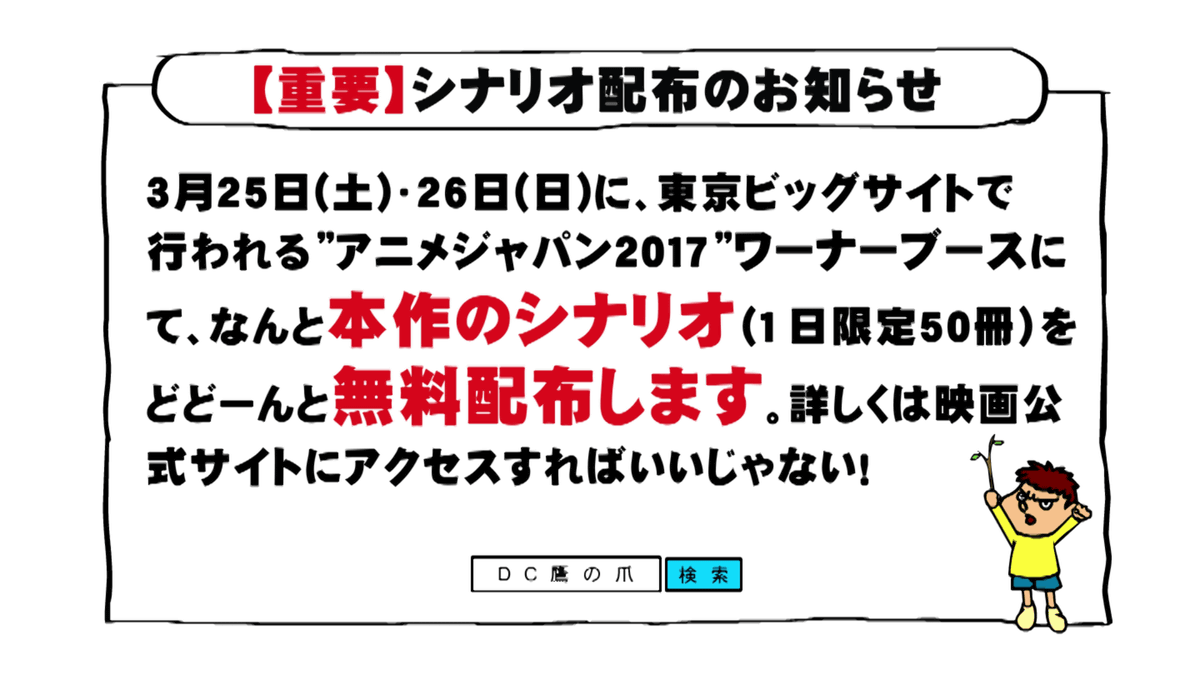 【重要】シナリオ配布のお知らせ
3月25日(土)・26日(日)に、東京ビッグサイトで
行われる”アニメジャパン2017”ワーナーブースに
て、なんと本作のシナリオ(1日限定50冊)を
どどーんと無料配布します。詳しくは映画公
式サイトにアクセスすればいいじゃない!
DC鷹の爪 検索